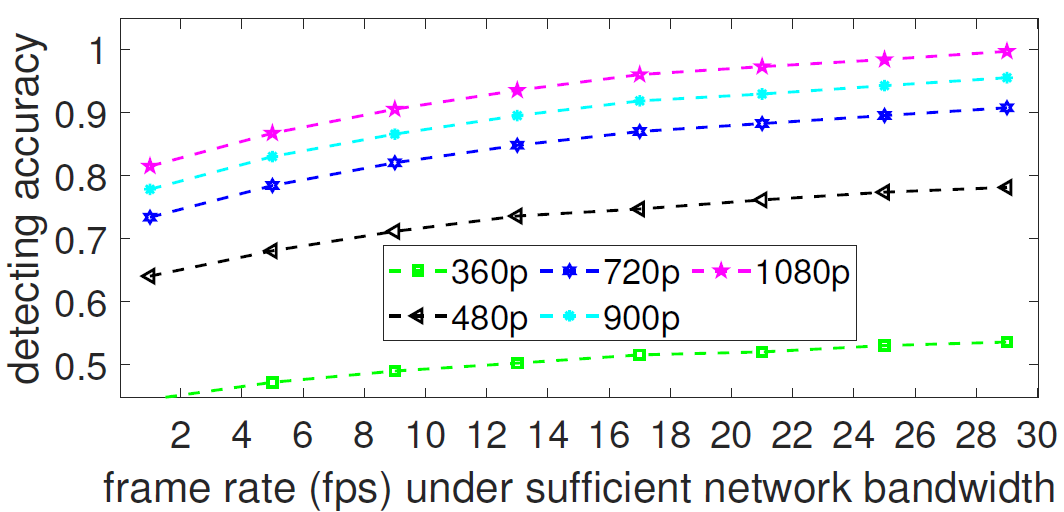 detecting accuracy
1
0.9
0.8
0.7
0.6
0.5
360p 720p 1080p
480p 900p
2 4 6 8 10 12 14 16 18 20 22 24 26 28 30
frame rate (fps) under sufficient network bandwidth